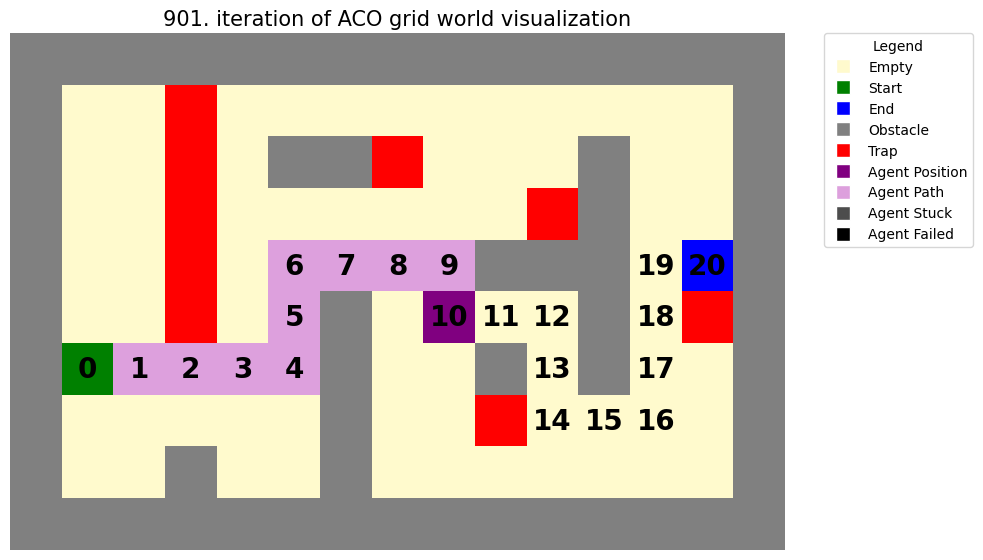 901. iteration of ACO grid world visualization
Legend
Empty
Start
End
Obstacle
Trap
Agent Position
Agent Path
Agent Stuck
Agent Failed
6 7 8 9 19 20
5 10 11 12 18
0 1 2 3 4 13 17
14 15 16